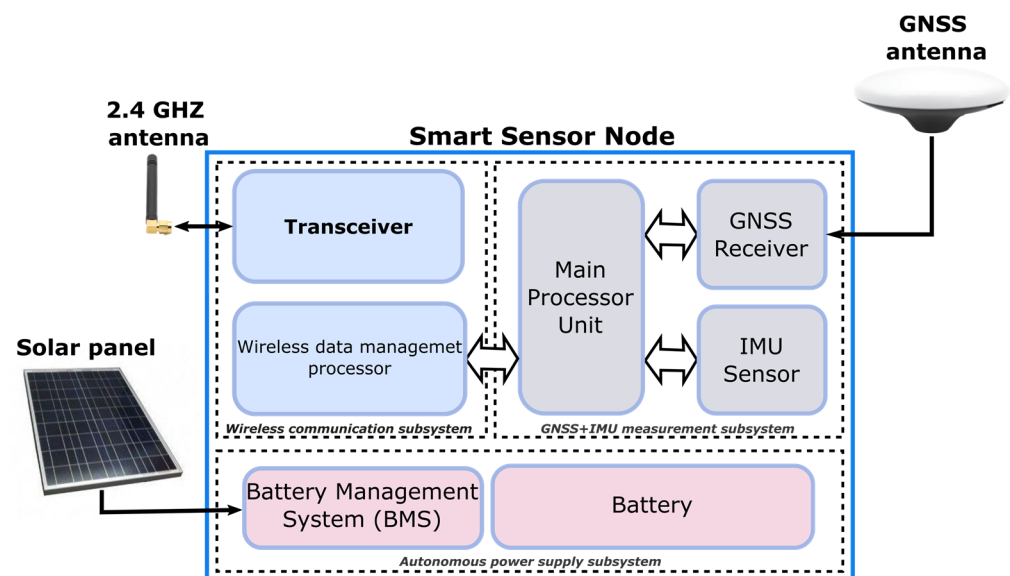 GNSS
antenna
2.4 GHZ
antenna
Smart Sensor Node
Transceiver
GNSS
Receiver
Main
Processor
Unit
Wireless data managemet
processor
IMU
Sensor
Solar panel
Wireless communication subsystem
GNSS+IMU measurement subsystem
Battery Management
System (BMS)
Battery
Autonomous power supply subsystem